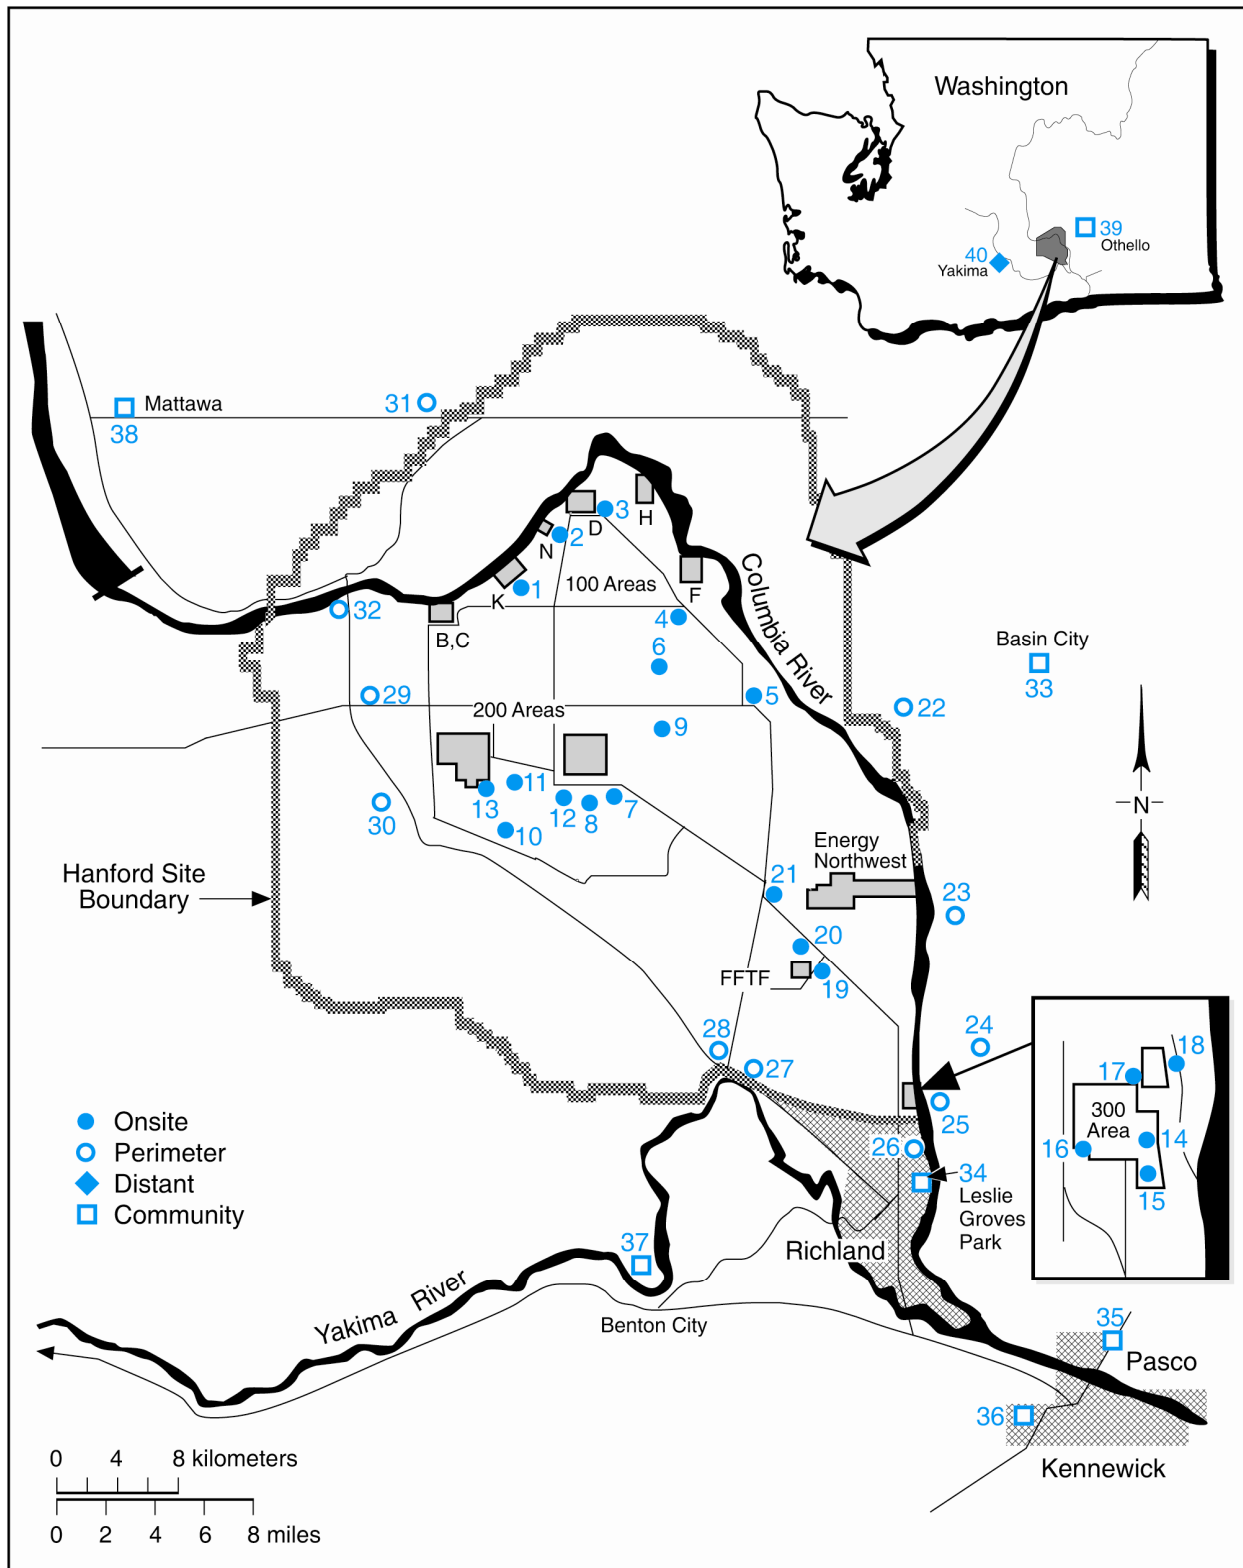 Washington
39
Othello
40
Yakima
Mattawa
38
31
3
H
D
2
N
1
K
100 Areas
F
Columbia River
32
B,C
4
6
Basin City
33
29
5
22
200 Areas
9
11
13
12
8
7
30
10
Energy
Northwest
Hanford Site
Boundary
21
23
N
20
FFTF
19
28
24
27
18
17
300
Area
14
16
15
25
26
34
Leslie
Groves
Park
Onsite
Perimeter
Distant
Community
37
Richland
Yakima River
Benton City
35
Pasco
36
Kennewick
0 4 8 kilometers
0 2 4 6 8 miles